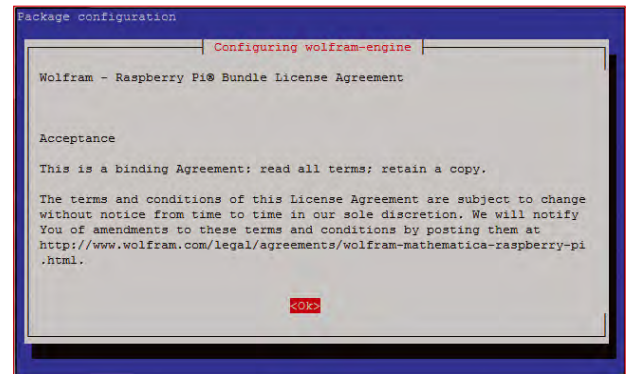 Package configuration
Configuring wolfram-engine
Wolfram - Raspberry Pi® Bundle License Agreement
Acceptance
This is a binding Agreement: read all terms; retain a copy.
The terms and conditions of this License Agreement are subject to change
without notice from time to time in our sole discretion. We will notify
You of amendments to these terms and conditions by posting them at
http://www.wolfram.com/legal/agreements/wolfram-mathematica-raspberry-pi
.html.
<Ok>